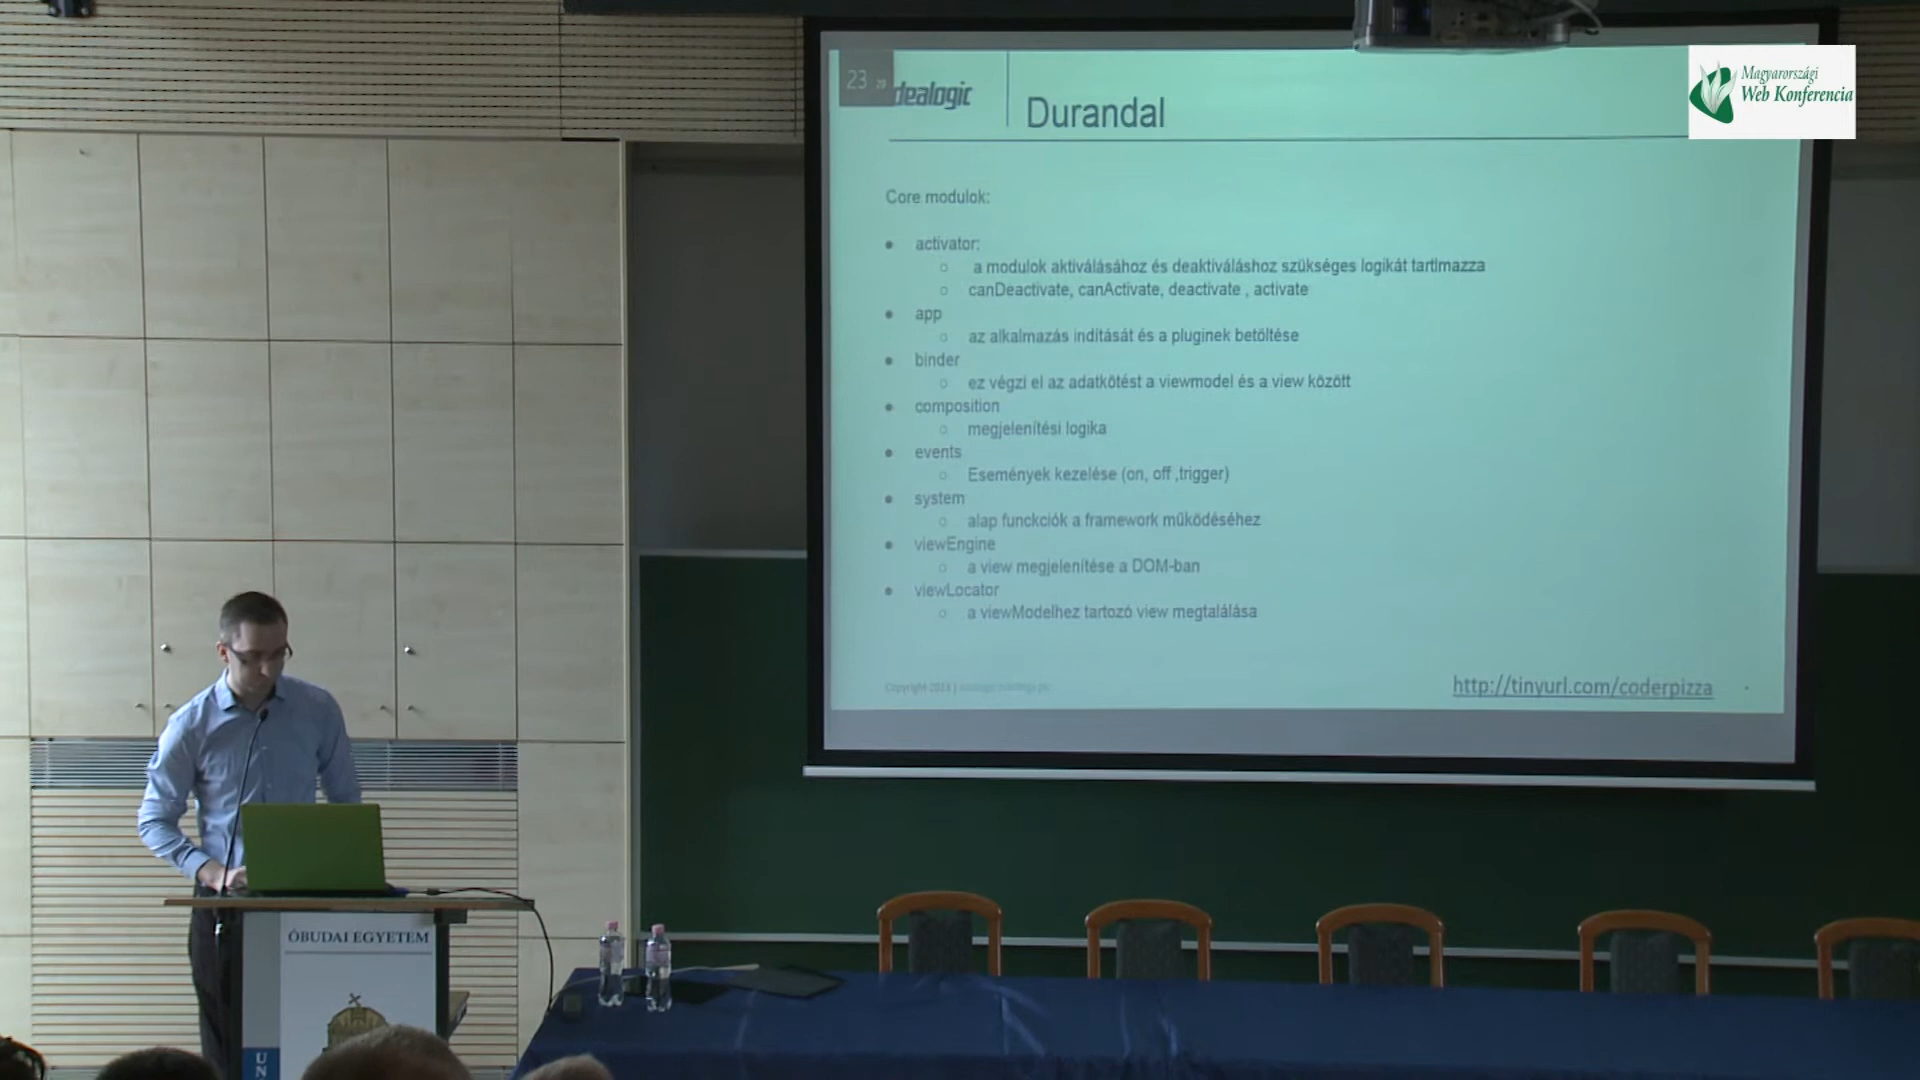 23 29
dealogic
Durandal
Magyarországi
Web Konferencia
Core modulok:
activator:
a modulok aktiválásához és deaktiváláshoz szükséges logikát tartlmazza
canDeactivate, canActivate, deactivate , activate
app
az alkalmazás indítását és a pluginek betöltése
binder
ez végzi el az adatkötést a viewmodel és a view között
composition
megjelenítési logika
events
Események kezelése (on, off ,trigger)
system
alap funckciók a framework működéséhez
viewEngine
a view megjelenítése a DOM-ban
viewLocator
a viewModelhez tartozó view megtalálása
http://tinyurl.com/coderpizza
ÓBUDAI EGYETEM
UN